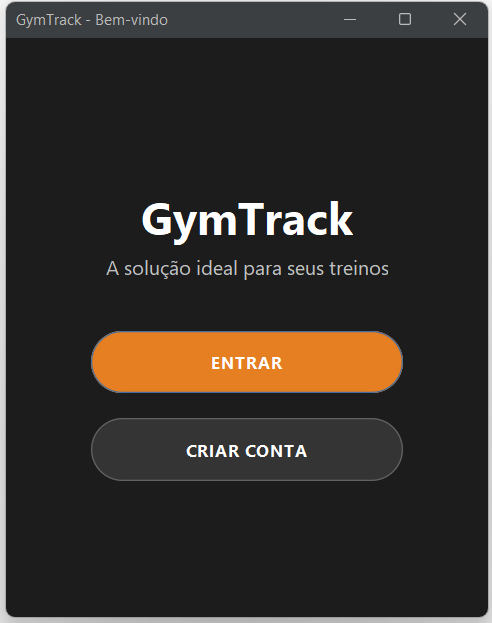 GymTrack - Bem-vindo
GymTrack
A solução ideal para seus treinos
ENTRAR
CRIAR CONTA